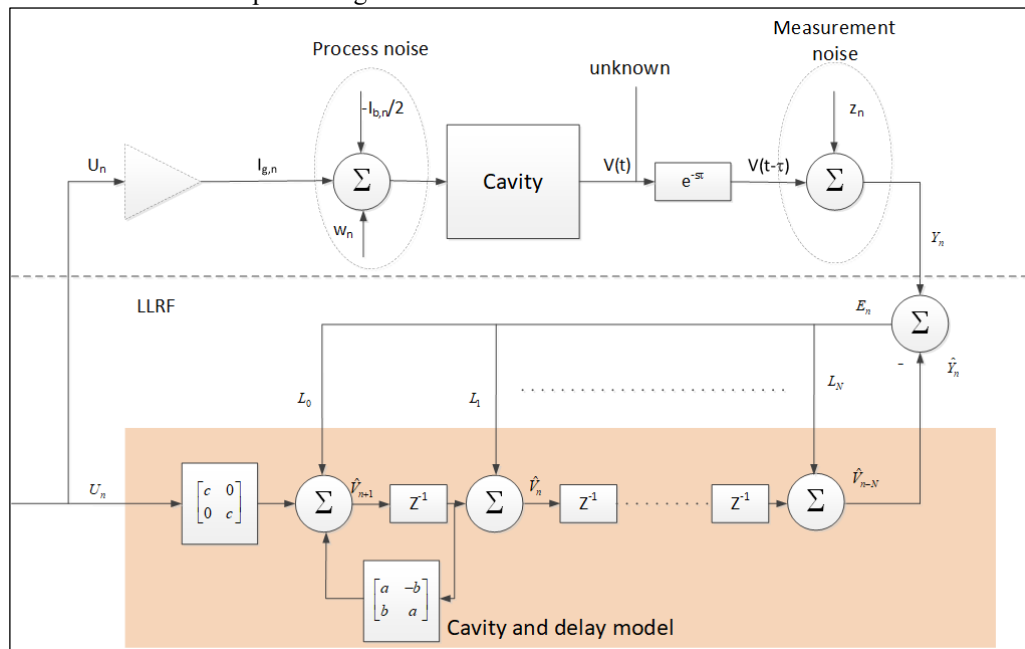 Process noise
Measurement
noise
unknown
-I_{b,n}/2
z_n
U_n
I_{g,n}
Σ
Cavity
V(t)
e^{-sτ}
V(t-τ)
Σ
w_n
Y_n
LLRF
E_n
Σ
-
Ŷ_n
L_0
L_1
L_N
U_n
c 0
0 c
Σ
V̂_{n+1}
Z^{-1}
Σ
V̂_n
Z^{-1}
Z^{-1}
Σ
V̂_{n-N}
a -b
b a
Cavity and delay model